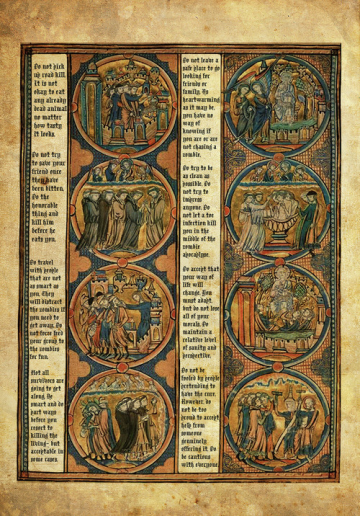 Do not pick
up road kill.
It is not
okay to eat
any already
dead animal
no matter
how tasty
it looks.
Do not try
to save your
friend once
they have
been bitten.
Do the
honorable
thing and
kill him
before he
eats you.
Do travel
with people
that are not
as smart as
you. They
will distract
the zombies if
you need to
get away. Do
not feed
your group to
the zombies
for fun.
Not all
survivors are
going to get
along. Be
smart and do
part ways
before you
resort to
killing the
living- but
acceptable in
some cases.
Do not leave a
safe place to go
looking for
friends or
family. As
heartwarming
as it may be,
you have no
way of
knowing if
you are or are
not chasing a
zombie.
Do try to be
as clean as
possible. Do
not try to
impress
anyone. Do
not let a toe
infection kill
you in the
middle of the
zombie
apocalypse.
Do accept that
your way of
life will
change. You
must adapt,
but do not lose
all of your
morals. Do
maintain a
relative level
of sanity and
perspective.
Do not be
fooled by people
pretending to
have the cure.
However, do
not be too
proud to accept
help from
someone
genuinely
offering it. Do
be cautious
with everyone.